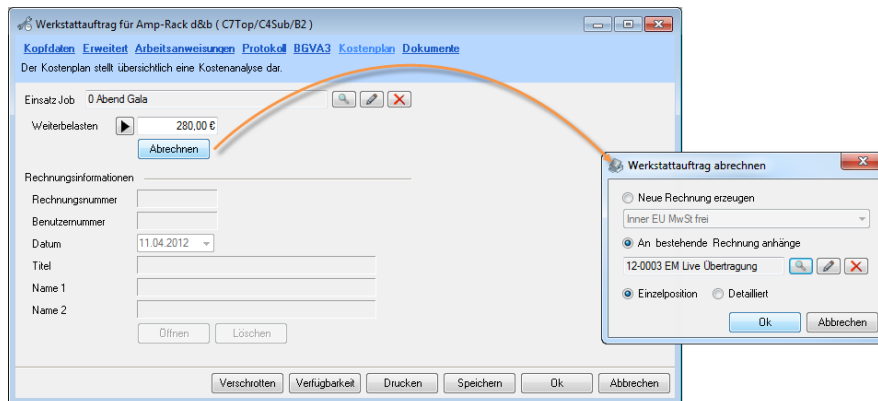 Werkstattauftrag für Amp-Rack d&b ( C7Top/C4Sub/B2 )
Kopfdaten Erweitert Arbeitsanweisungen Protokoll BGVA3 Kostenplan Dokumente
Der Kostenplan stellt übersichtlich eine Kostenanalyse dar.
Einsatz Job 0 Abend Gala
Weiterbelasten 280,00 €
Abrechnen
Rechnungsinformationen
Rechnungsnummer
Benutzernummer
Datum 11.04.2012
Titel
Name 1
Name 2
Öffnen Löschen
Verschrotten Verfügbarkeit Drucken Speichern Ok Abbrechen
Werkstattauftrag abrechnen
Neue Rechnung erzeugen
Inner EU MwSt frei
An bestehende Rechnung anhänge
12-0003 EM Live Übertragung
Einzelposition Detailliert
Ok Abbrechen